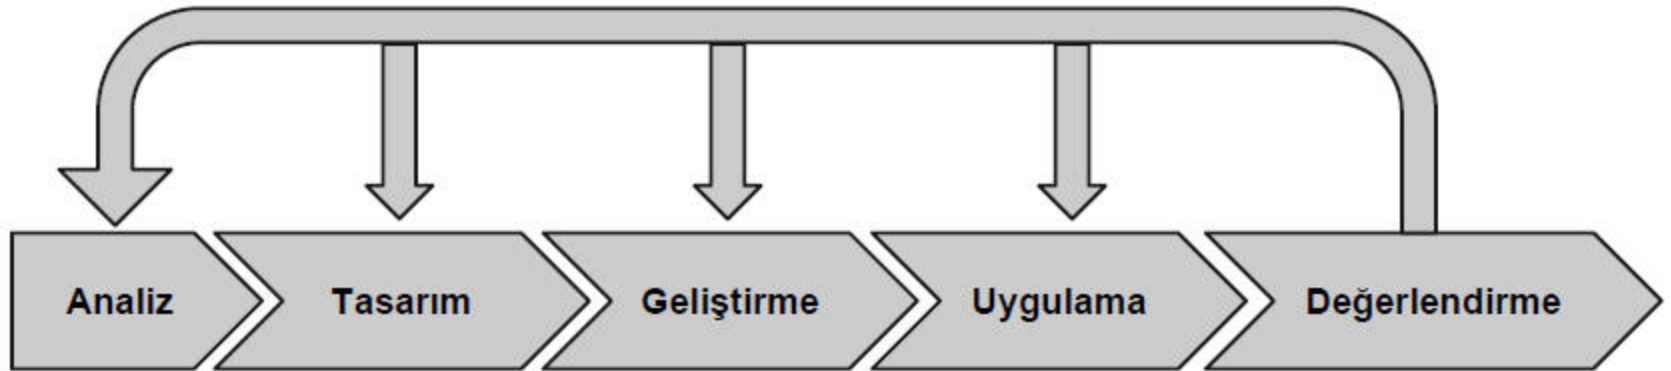 Analiz
Tasarım
Geliştirme
Uygulama
Değerlendirme